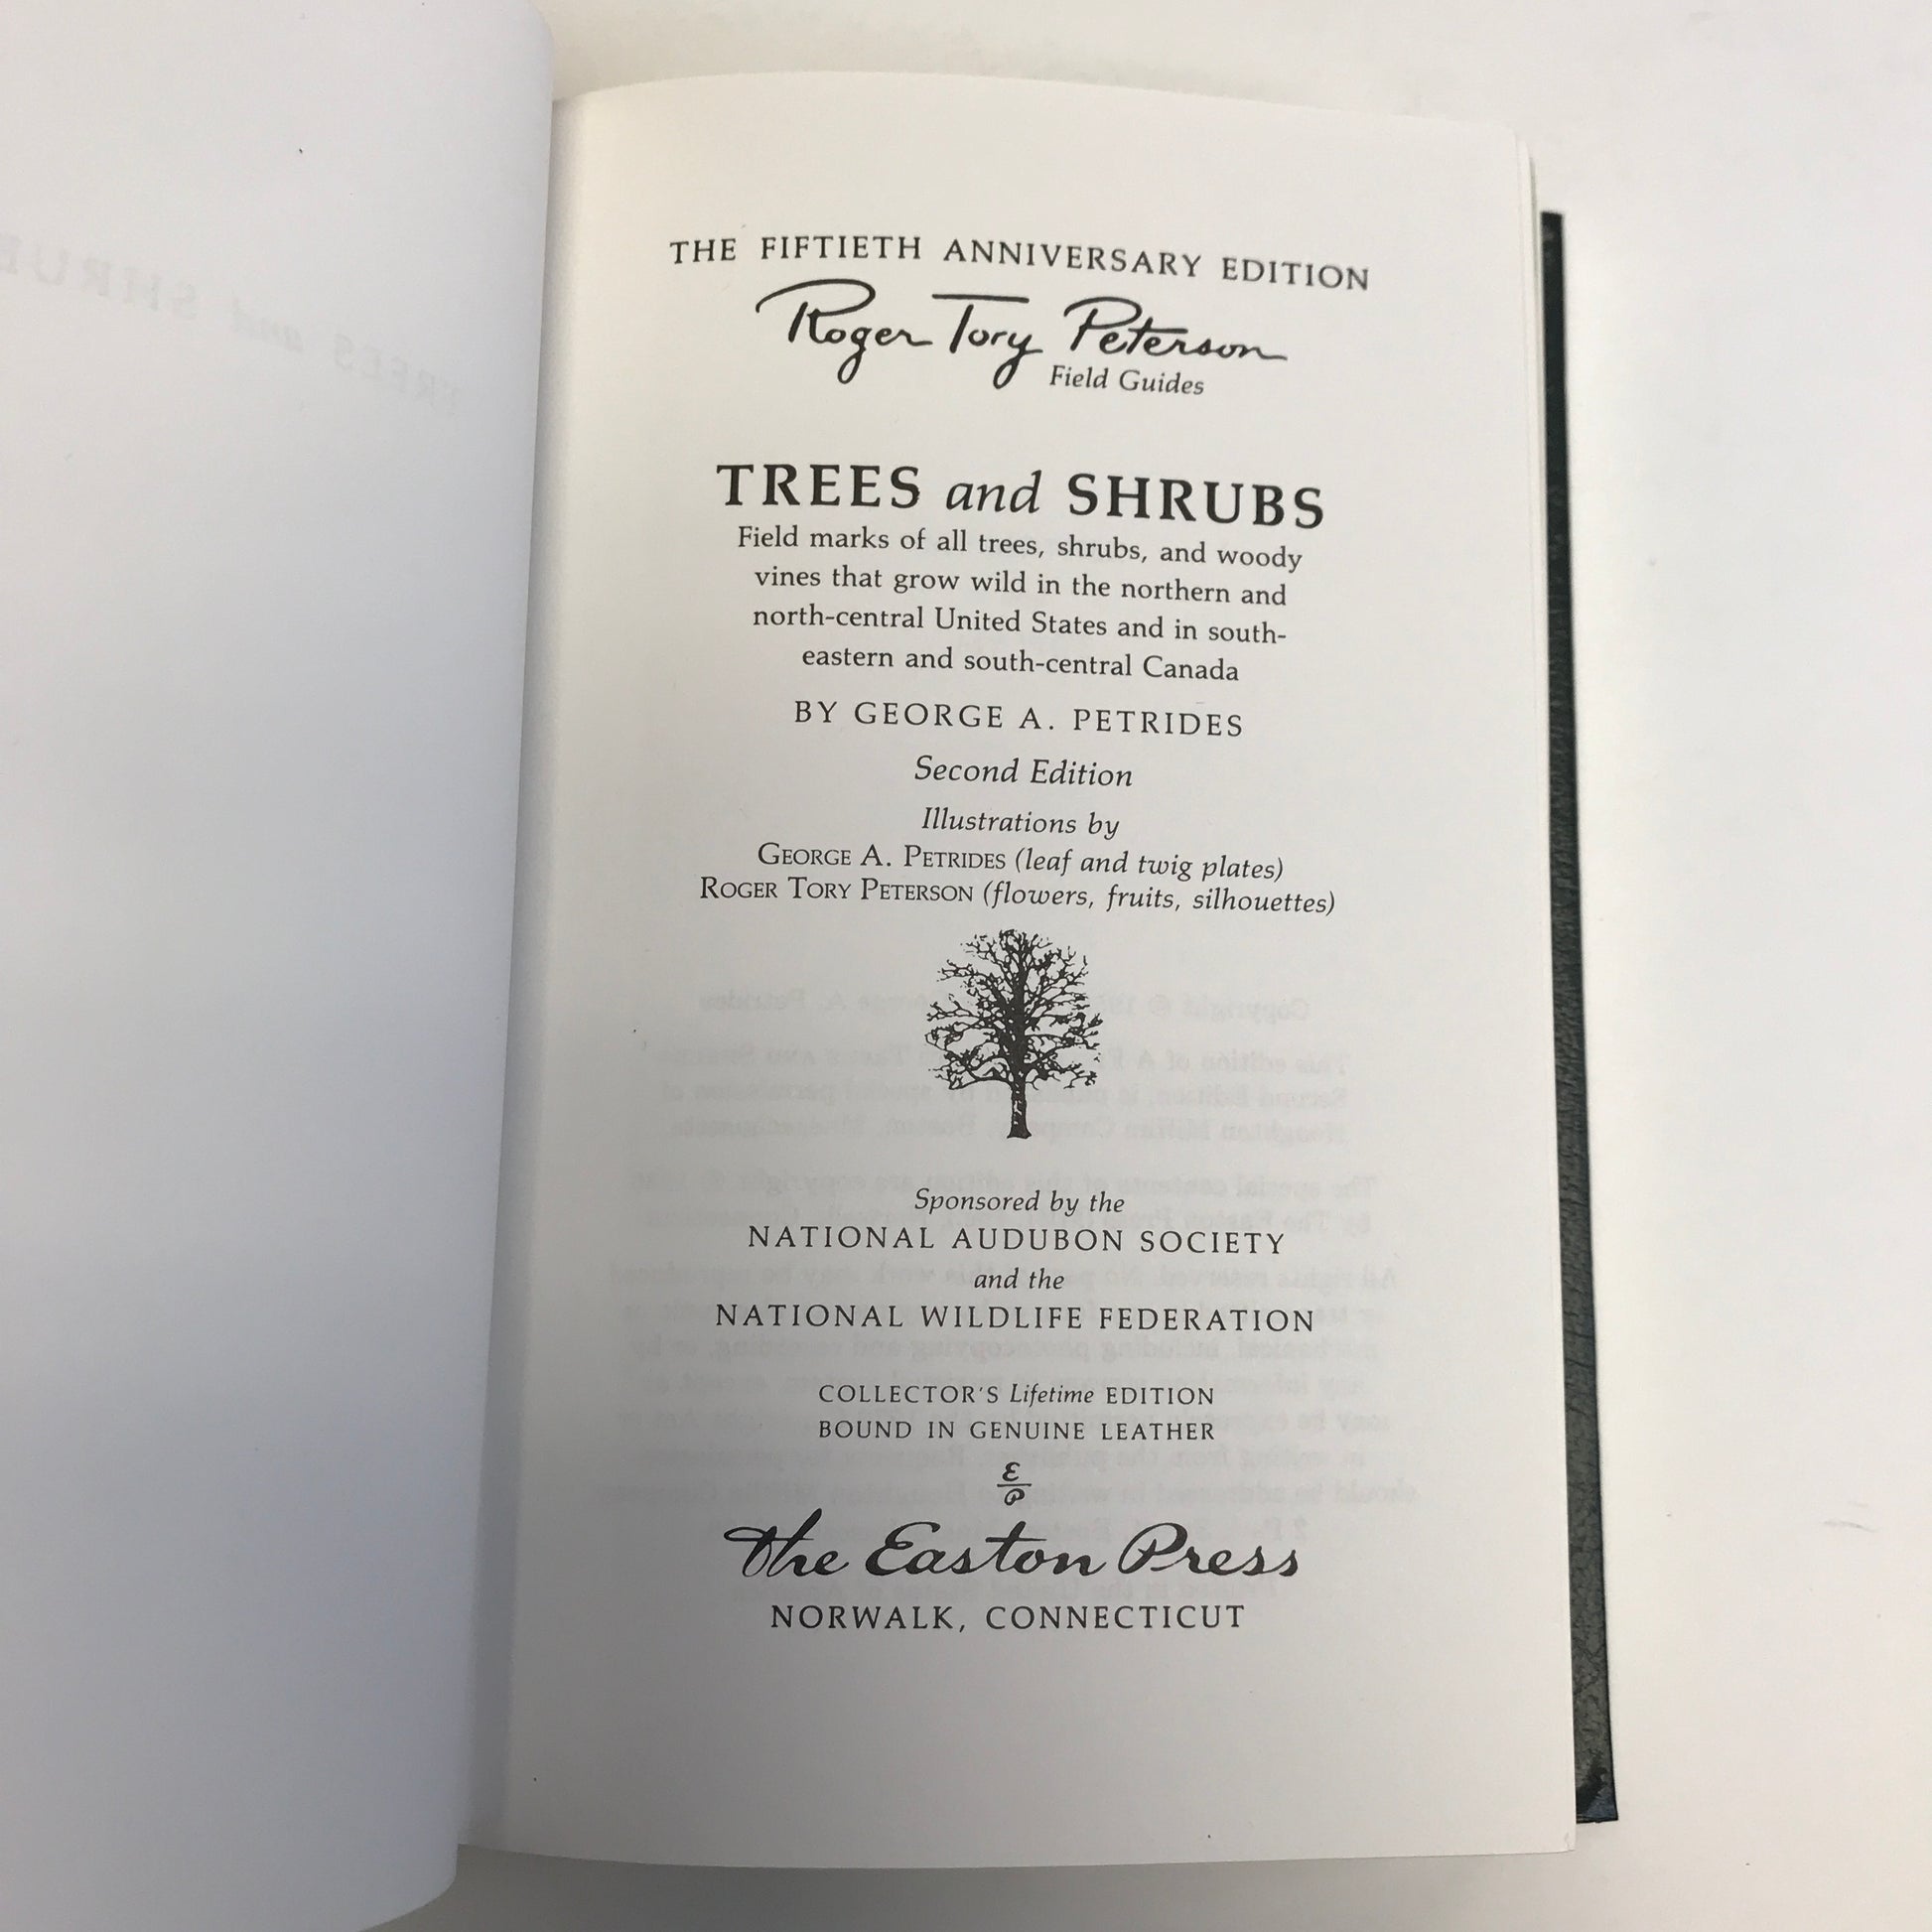 THE FIFTIETH ANNIVERSARY EDITION
Roger Tory Peterson
Field Guides
TREES and SHRUBS
Field marks of all trees, shrubs, and woody
vines that grow wild in the northern and
north-central United States and in south-
eastern and south-central Canada
BY GEORGE A. PETRIDES
Second Edition
Illustrations by
GEORGE A. PETRIDES (leaf and twig plates)
ROGER TORY PETERSON (flowers, fruits, silhouettes)
Sponsored by the
NATIONAL AUDUBON SOCIETY
and the
NATIONAL WILDLIFE FEDERATION
COLLECTOR'S Lifetime EDITION
BOUND IN GENUINE LEATHER
E
P
The Easton Press
NORWALK, CONNECTICUT